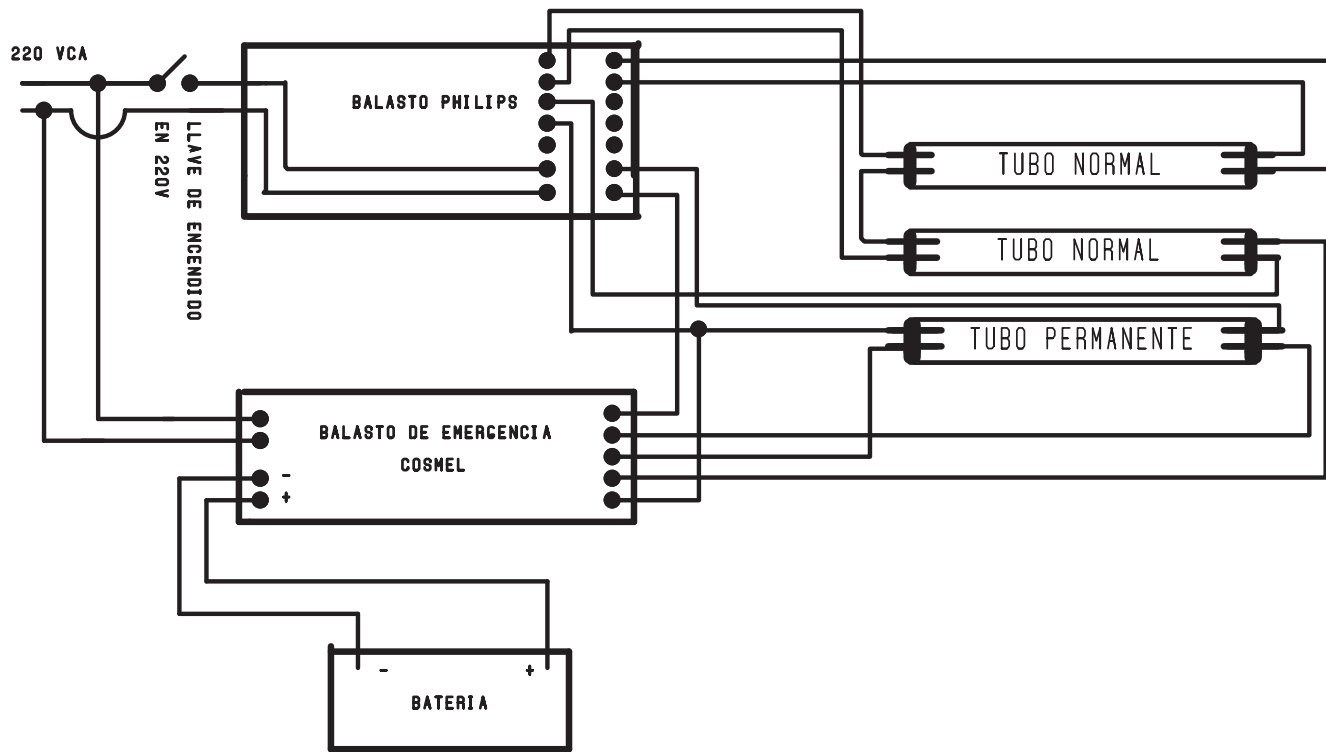 220 VCA
BALASTO PHILIPS
LLAVE DE ENCENDIDO
EN 220V
TUBO NORMAL
TUBO NORMAL
TUBO PERMANENTE
BALASTO DE EMERGENCIA
COSMEL
-
+
- +
BATERIA